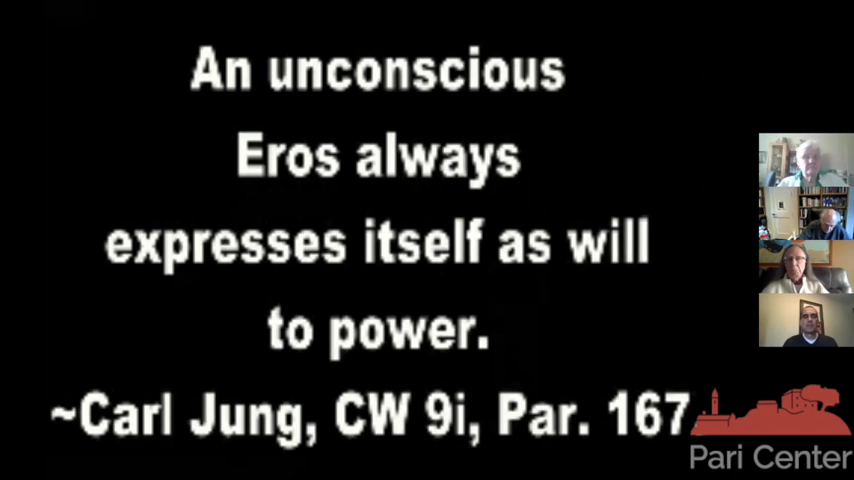 An unconscious
Eros always
expresses itself as will
to power.
~Carl Jung, CW 9i, Par. 167
Pari Center